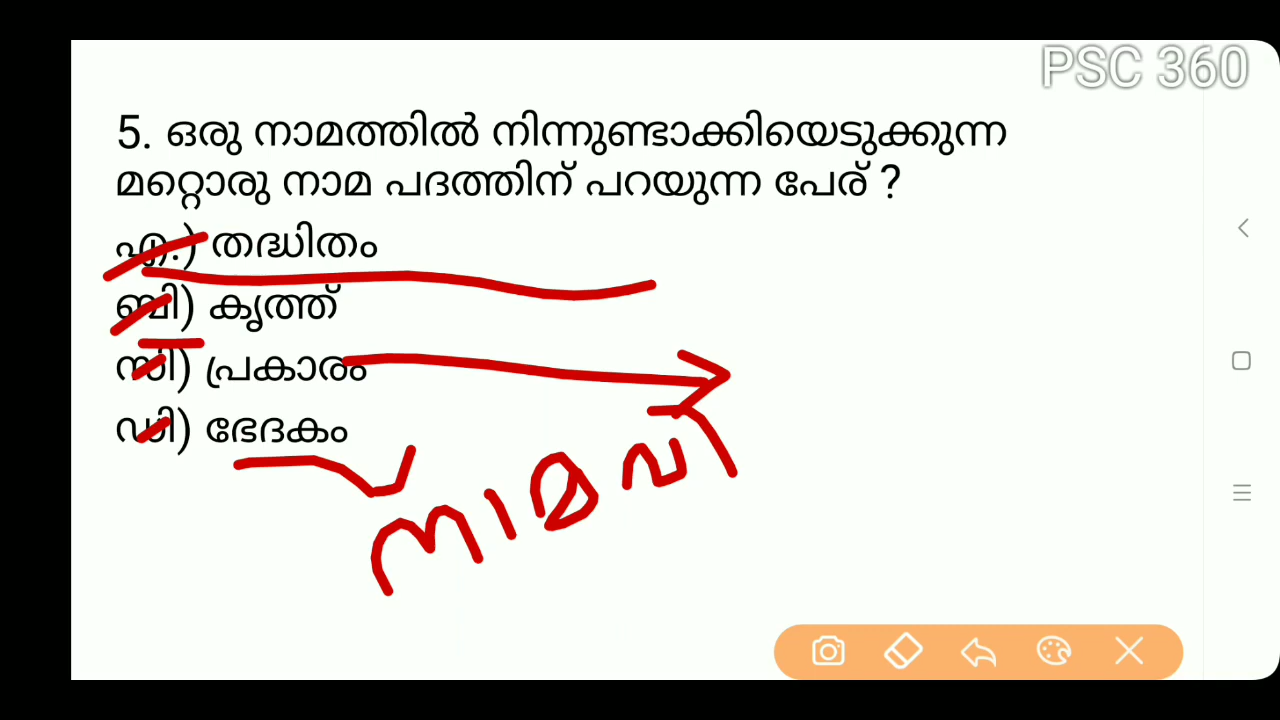 PSC 360
5. ഒരു നാമത്തിൽ നിന്നുണ്ടാക്കിയെടുക്കുന്ന
മറ്റൊരു നാമ പദത്തിന് പറയുന്ന പേര് ?
എ.) തദ്ധിതം
ബി) കൃത്ത്
സി) പ്രകാരം
ഡി) ഭേദകം
നാമവി